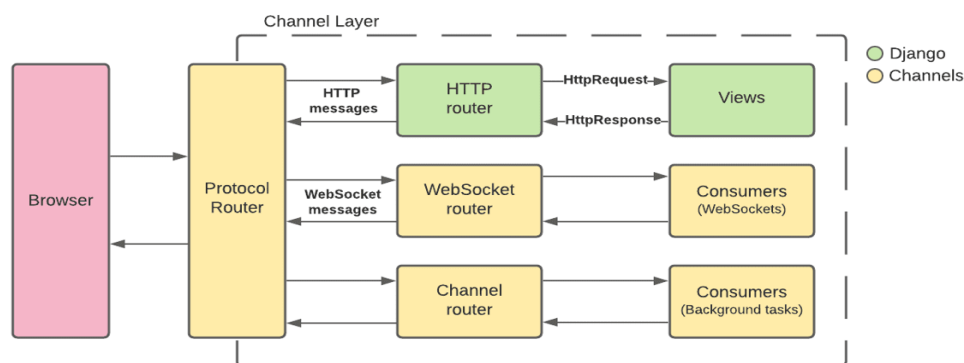 Channel Layer
Django
Channels
Browser
Protocol
Router
HTTP
messages
HTTP
router
HttpRequest
HttpResponse
Views
WebSocket
messages
WebSocket
router
Consumers
(WebSockets)
Channel
router
Consumers
(Background tasks)